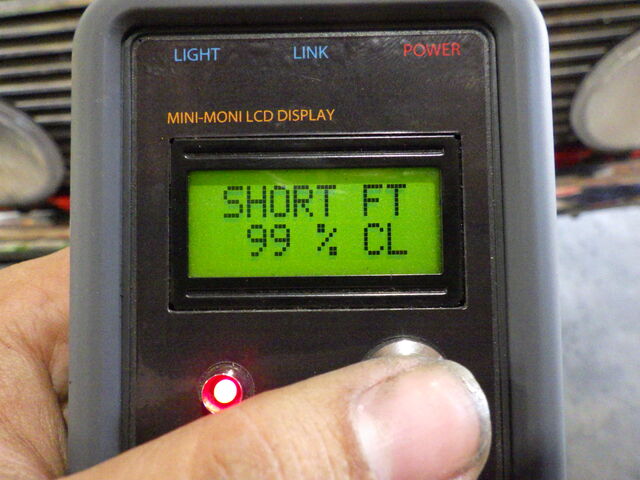 LIGHT LINK POWER
MINI-MONI LCD DISPLAY
SHORT FT
99 % CL